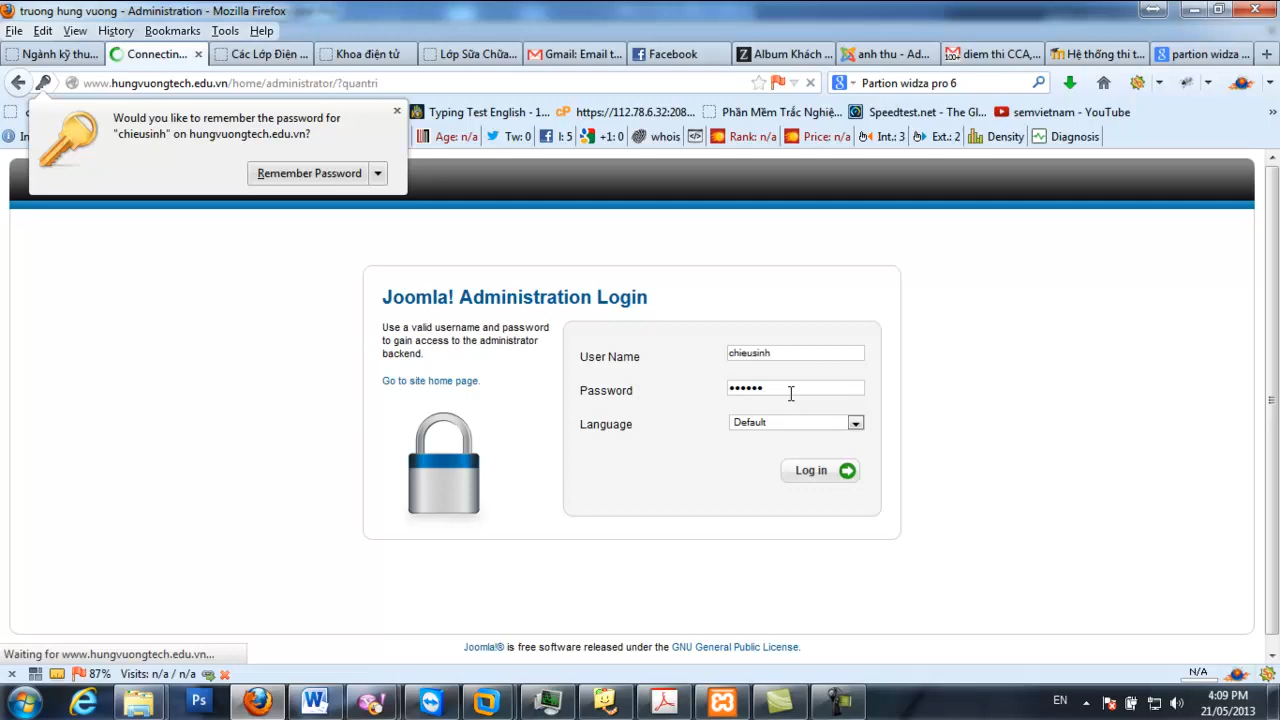 truong hung vuong - Administration - Mozilla Firefox
File Edit View History Bookmarks Tools Help
Ngành kỹ thu... Connectin... Các Lớp Điện ... Khoa điện tử Lớp Sữa Chữa... Gmail: Email t... Facebook Album Khách ... anh thu - Ad... diem thi CCA,... Hệ thống thi t... partion widza ...
www.hungvuongtech.edu.vn/home/administrator/?quantri Partion widza pro 6
Typing Test English - ... https://112.78.6.32:208... Phần Mềm Trắc Nghiệ... Speedtest.net - The Gl... semvietnam - YouTube
In Age: n/a Tw: 0 I: 5 +1: 0 whois Rank: n/a Price: n/a Int.: 3 Ext.: 2 Density Diagnosis
Would you like to remember the password for
"chieusinh" on hungvuongtech.edu.vn?
Remember Password
Joomla! Administration Login
Use a valid username and password
to gain access to the administrator
backend.
Go to site home page.
User Name chieusinh
Password ••••••
Language Default
Log in
Joomla!® is free software released under the GNU General Public License.
Waiting for www.hungvuongtech.edu.vn...
87% Visits: n/a / n/a N/A
EN 4:09 PM
21/05/2013